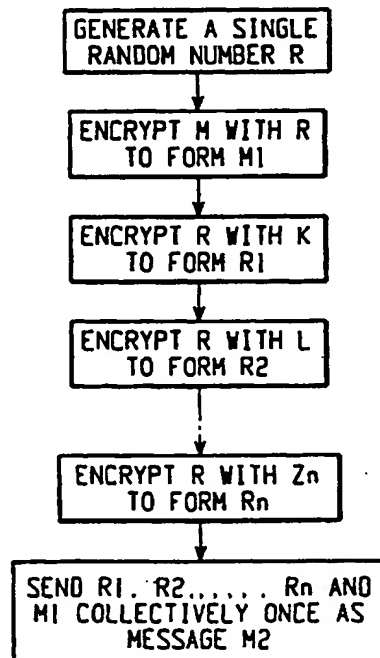 GENERATE A SINGLE
RANDOM NUMBER R
ENCRYPT M WITH R
TO FORM M1
ENCRYPT R WITH K
TO FORM R1
ENCRYPT R WITH L
TO FORM R2
ENCRYPT R WITH Zn
TO FORM Rn
SEND R1. R2...... Rn AND
M1 COLLECTIVELY ONCE AS
MESSAGE M2